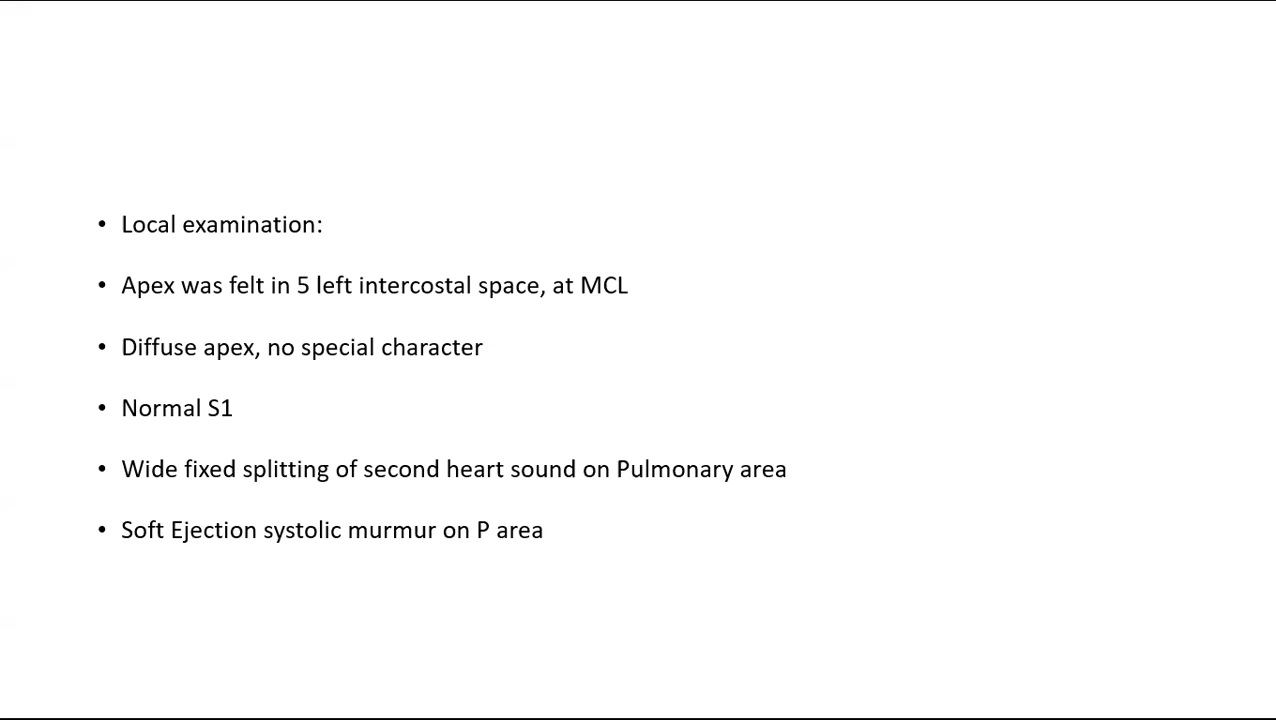 • Local examination:
• Apex was felt in 5 left intercostal space, at MCL
• Diffuse apex, no special character
• Normal S1
• Wide fixed splitting of second heart sound on Pulmonary area
• Soft Ejection systolic murmur on P area